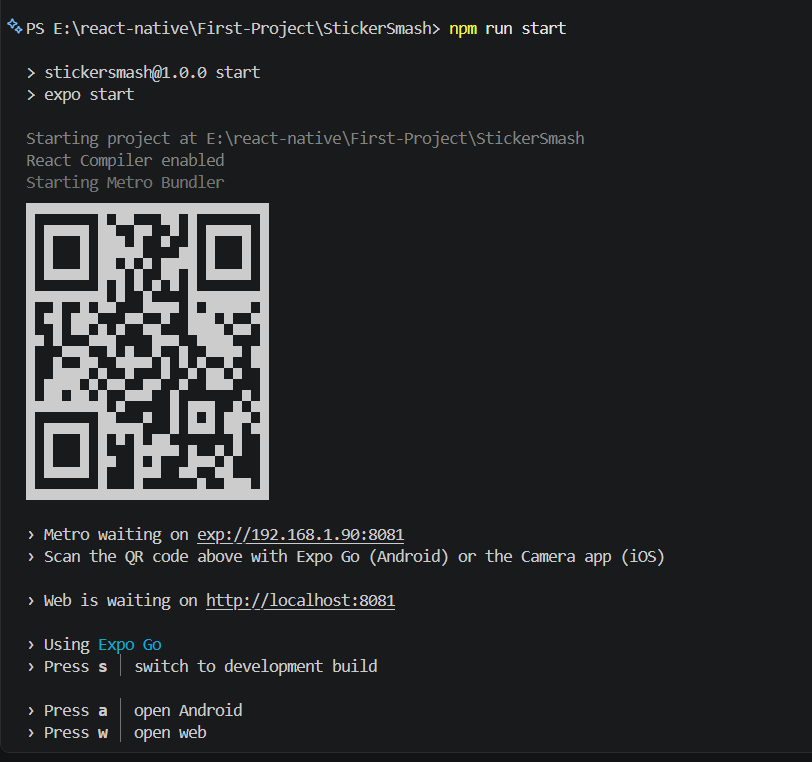 PS E:\react-native\First-Project\StickerSmash> npm run start
> stickersmash@1.0.0 start
> expo start
Starting project at E:\react-native\First-Project\StickerSmash
React Compiler enabled
Starting Metro Bundler
› Metro waiting on exp://192.168.1.90:8081
› Scan the QR code above with Expo Go (Android) or the Camera app (iOS)
› Web is waiting on http://localhost:8081
› Using Expo Go
› Press s │ switch to development build
› Press a │ open Android
› Press w │ open web